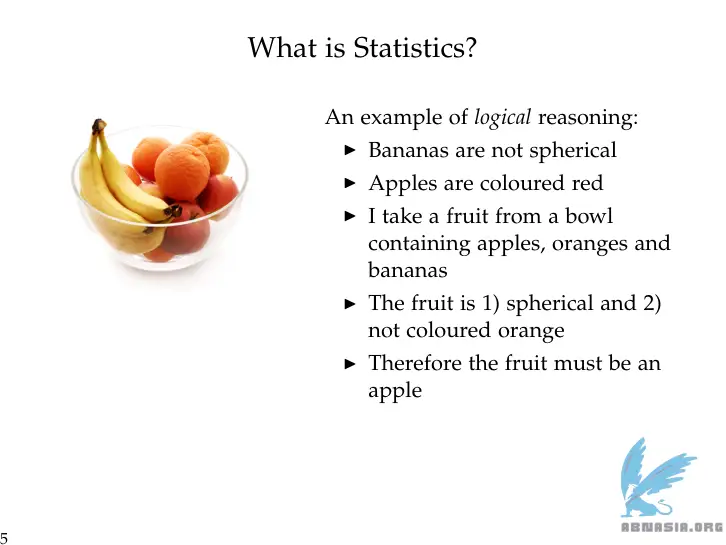 What is Statistics?
An example of logical reasoning:
▶ Bananas are not spherical
▶ Apples are coloured red
▶ I take a fruit from a bowl
containing apples, oranges and
bananas
▶ The fruit is 1) spherical and 2)
not coloured orange
▶ Therefore the fruit must be an
apple
ABNASIA.ORG
5